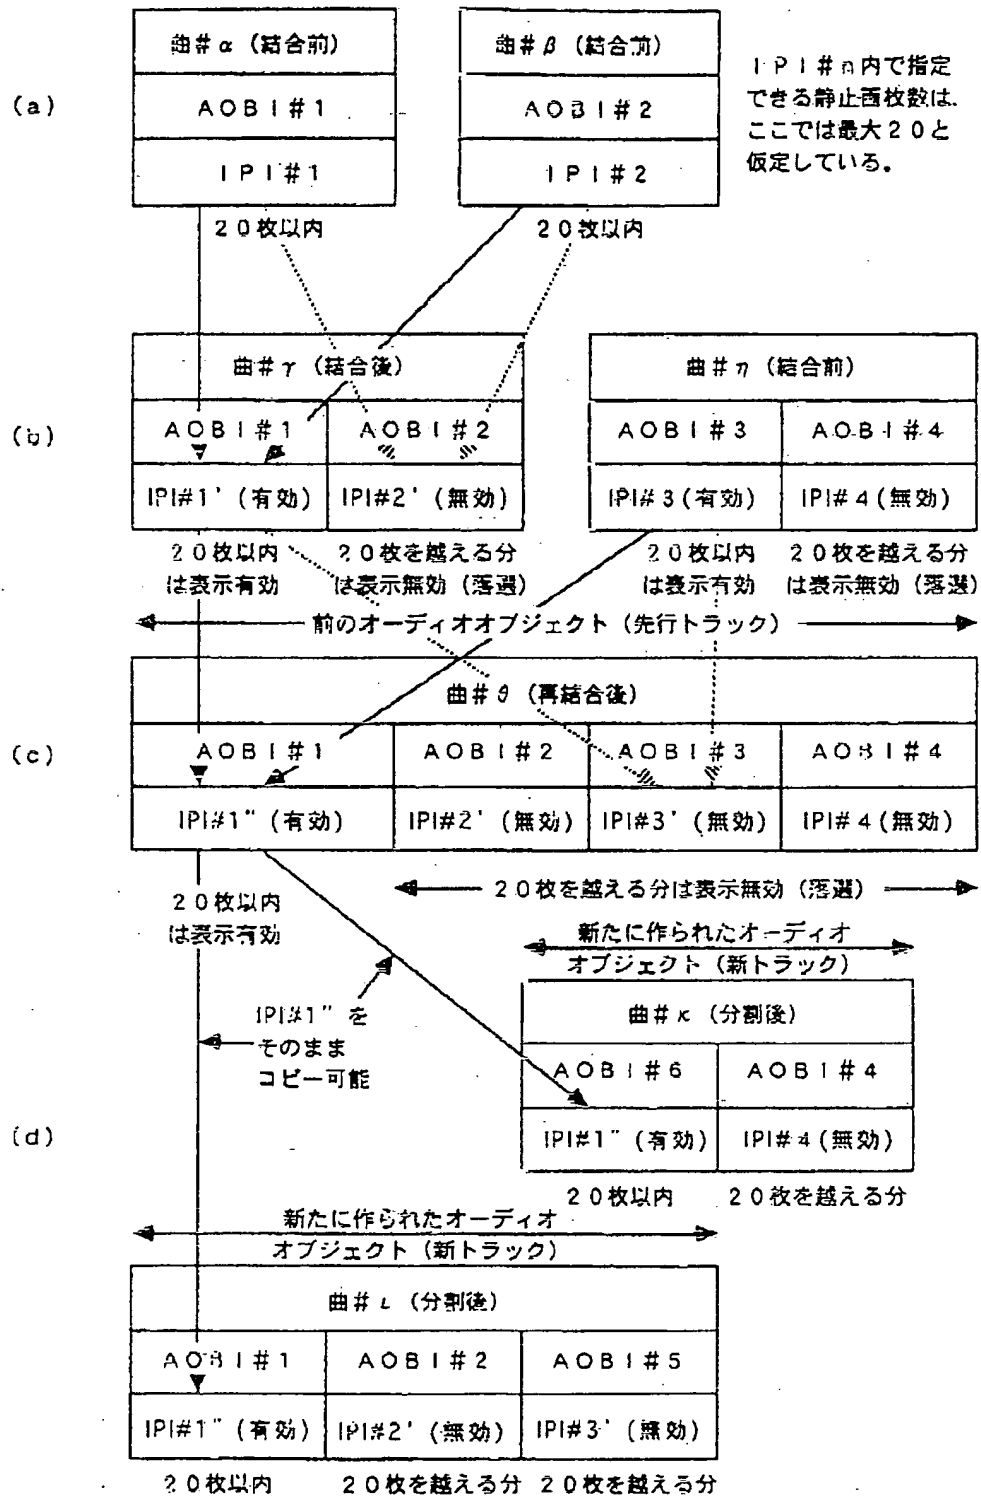 (a)
曲#α (結合前)
AOBI#1
IPI#1
20枚以内
曲#β (結合前)
AOBI#2
IPI#2
20枚以内
IPI#n内で指定
できる静止画枚数は、
ここでは最大20と
仮定している。
(b)
曲#γ (結合後)
AOBI#1
AOBI#2
IPI#1' (有効)
IPI#2' (無効)
20枚以内
は表示有効
20枚を越える分
は表示無効 (落選)
曲#η (結合前)
AOBI#3
AOBI#4
IPI#3 (有効)
IPI#4 (無効)
20枚以内
は表示有効
20枚を越える分
は表示無効 (落選)
前のオーディオオブジェクト (先行トラック)
(c)
曲#θ (再結合後)
AOBI#1
AOBI#2
AOBI#3
AOBI#4
IPI#1" (有効)
IPI#2' (無効)
IPI#3' (無効)
IPI#4 (無効)
20枚以内
は表示有効
20枚を越える分は表示無効 (落選)
IPI#1" を
そのまま
コピー可能
(d)
新たに作られたオーディオ
オブジェクト (新トラック)
曲#κ (分割後)
AOBI#6
AOBI#4
IPI#1" (有効)
IPI#4 (無効)
20枚以内
20枚を越える分
新たに作られたオーディオ
オブジェクト (新トラック)
曲#ι (分割後)
AOBI#1
AOBI#2
AOBI#5
IPI#1" (有効)
IPI#2' (無効)
IPI#3' (無効)
20枚以内
20枚を越える分
20枚を越える分